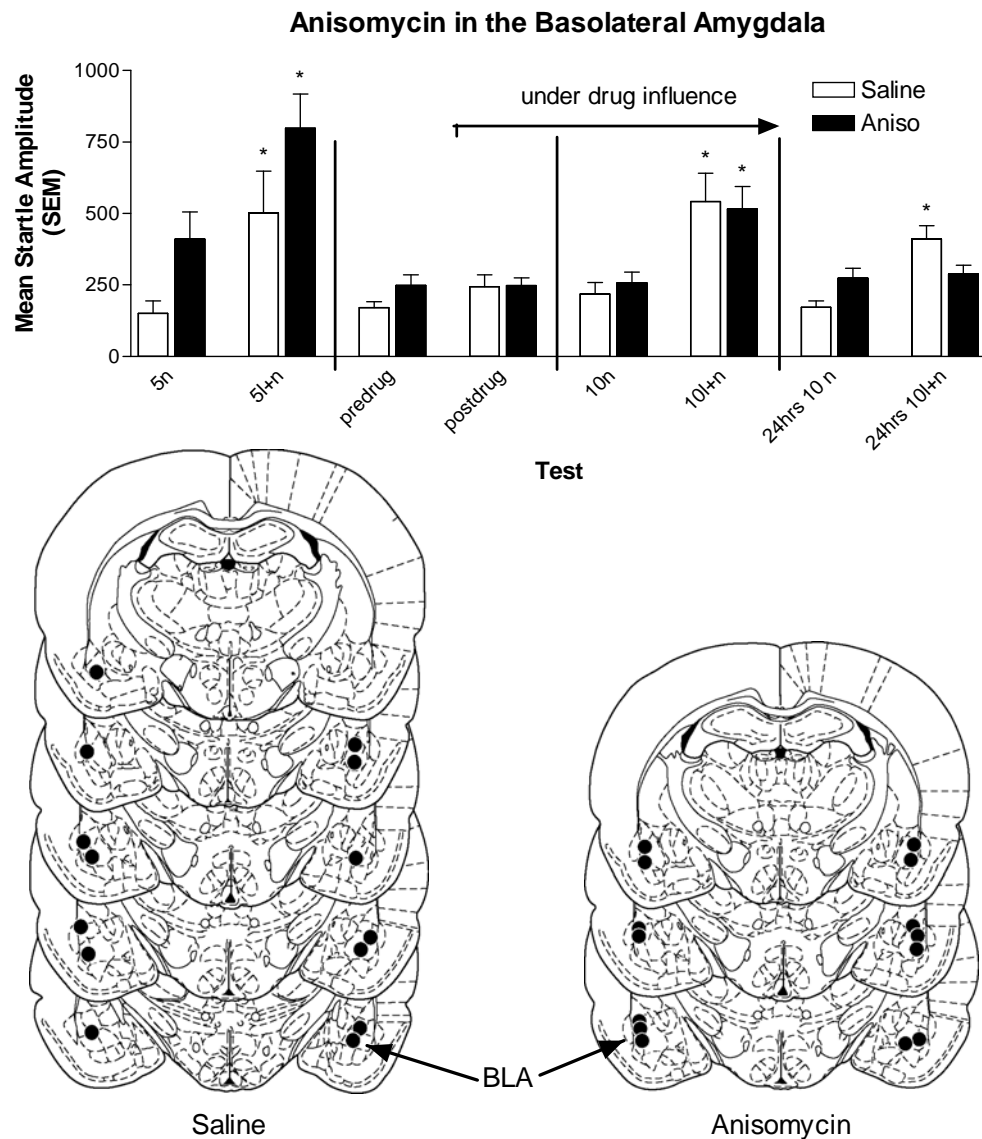 Anisomycin in the Basolateral Amygdala
Mean Startle Amplitude
(SEM)
1000
750
500
250
0
under drug influence
Saline
Aniso
*
*
*
*
*
5n
5l+n
predrug
postdrug
10n
10l+n
24hrs 10 n
24hrs 10l+n
Test
BLA
Saline
Anisomycin